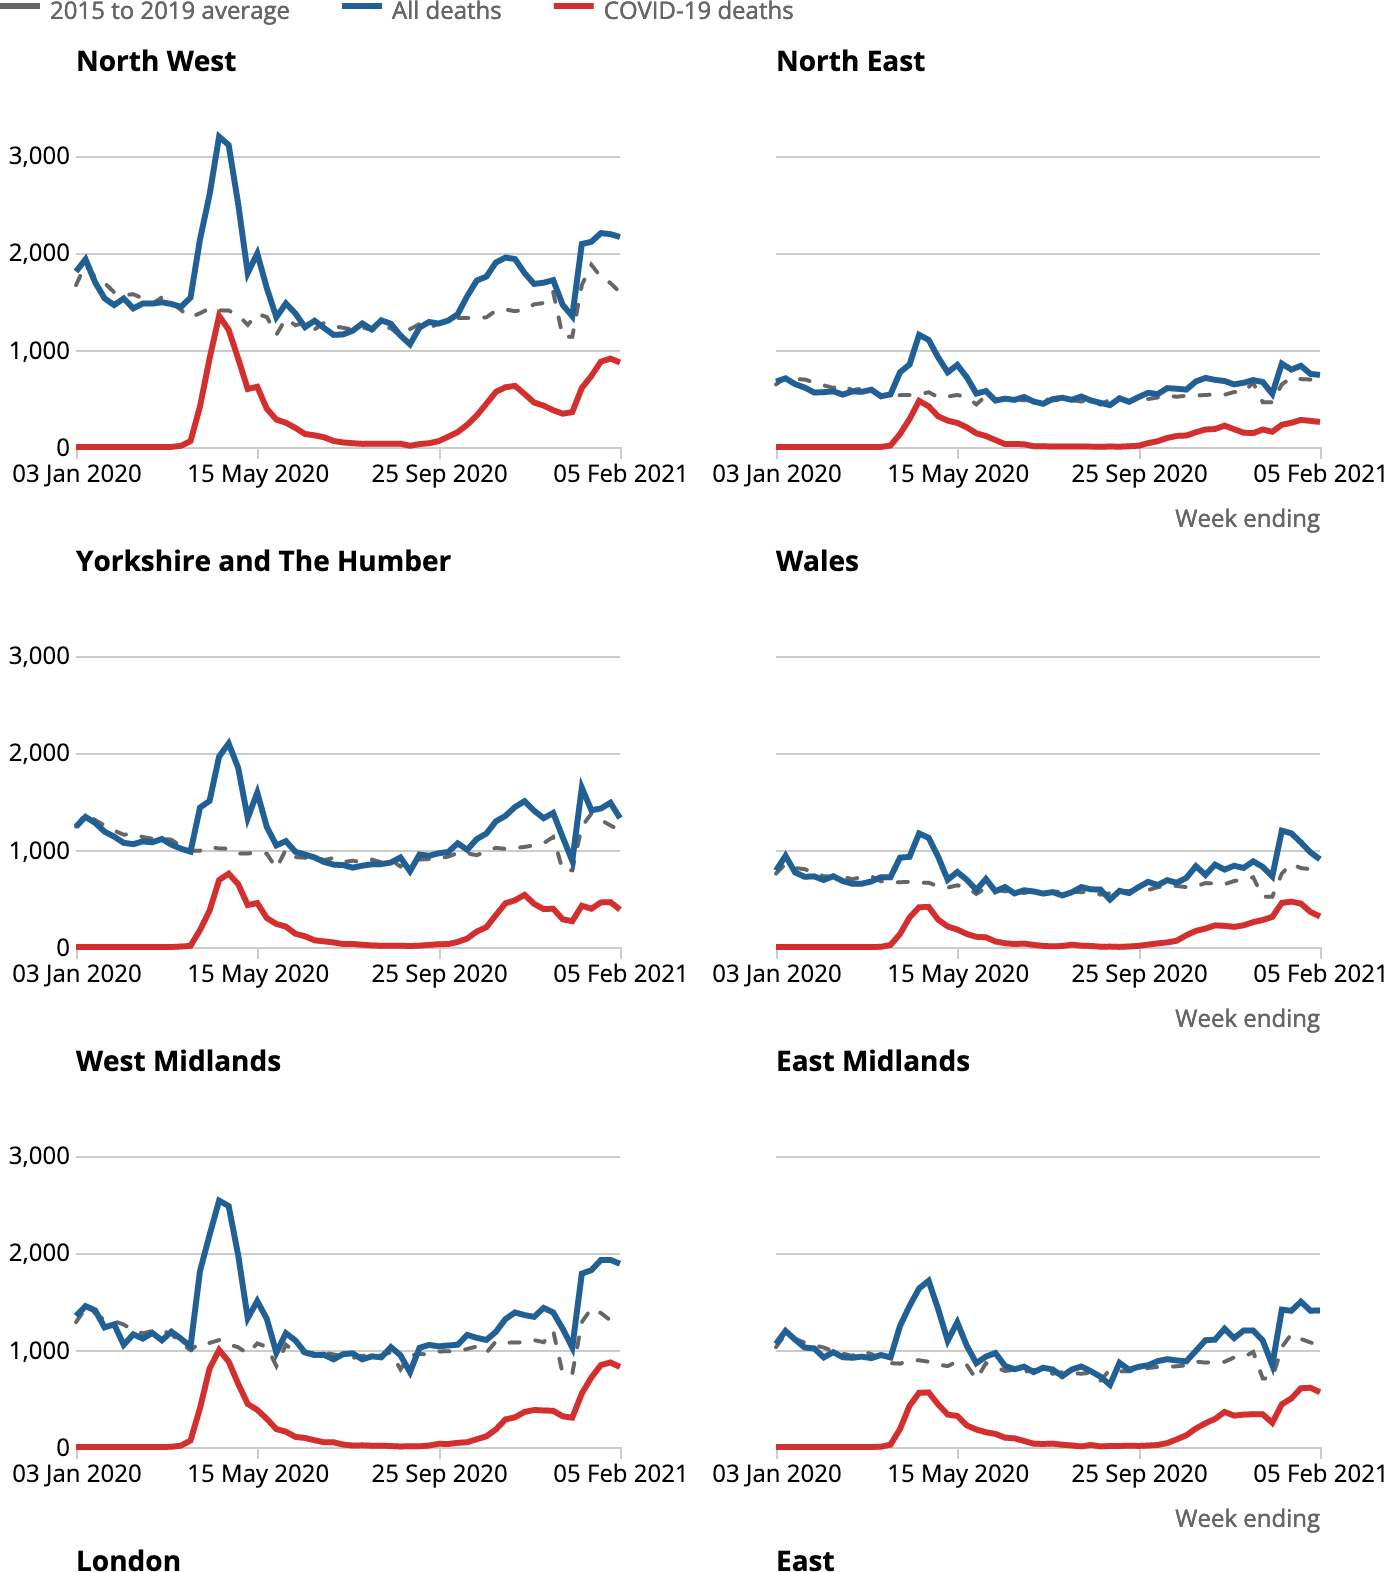 2015 to 2019 average All deaths COVID-19 deaths
North West North East
3,000
2,000
1,000
0
03 Jan 2020 15 May 2020 25 Sep 2020 05 Feb 2021 03 Jan 2020 15 May 2020 25 Sep 2020 05 Feb 2021
Week ending
Yorkshire and The Humber Wales
3,000
2,000
1,000
0
03 Jan 2020 15 May 2020 25 Sep 2020 05 Feb 2021 03 Jan 2020 15 May 2020 25 Sep 2020 05 Feb 2021
Week ending
West Midlands East Midlands
3,000
2,000
1,000
0
03 Jan 2020 15 May 2020 25 Sep 2020 05 Feb 2021 03 Jan 2020 15 May 2020 25 Sep 2020 05 Feb 2021
Week ending
London East